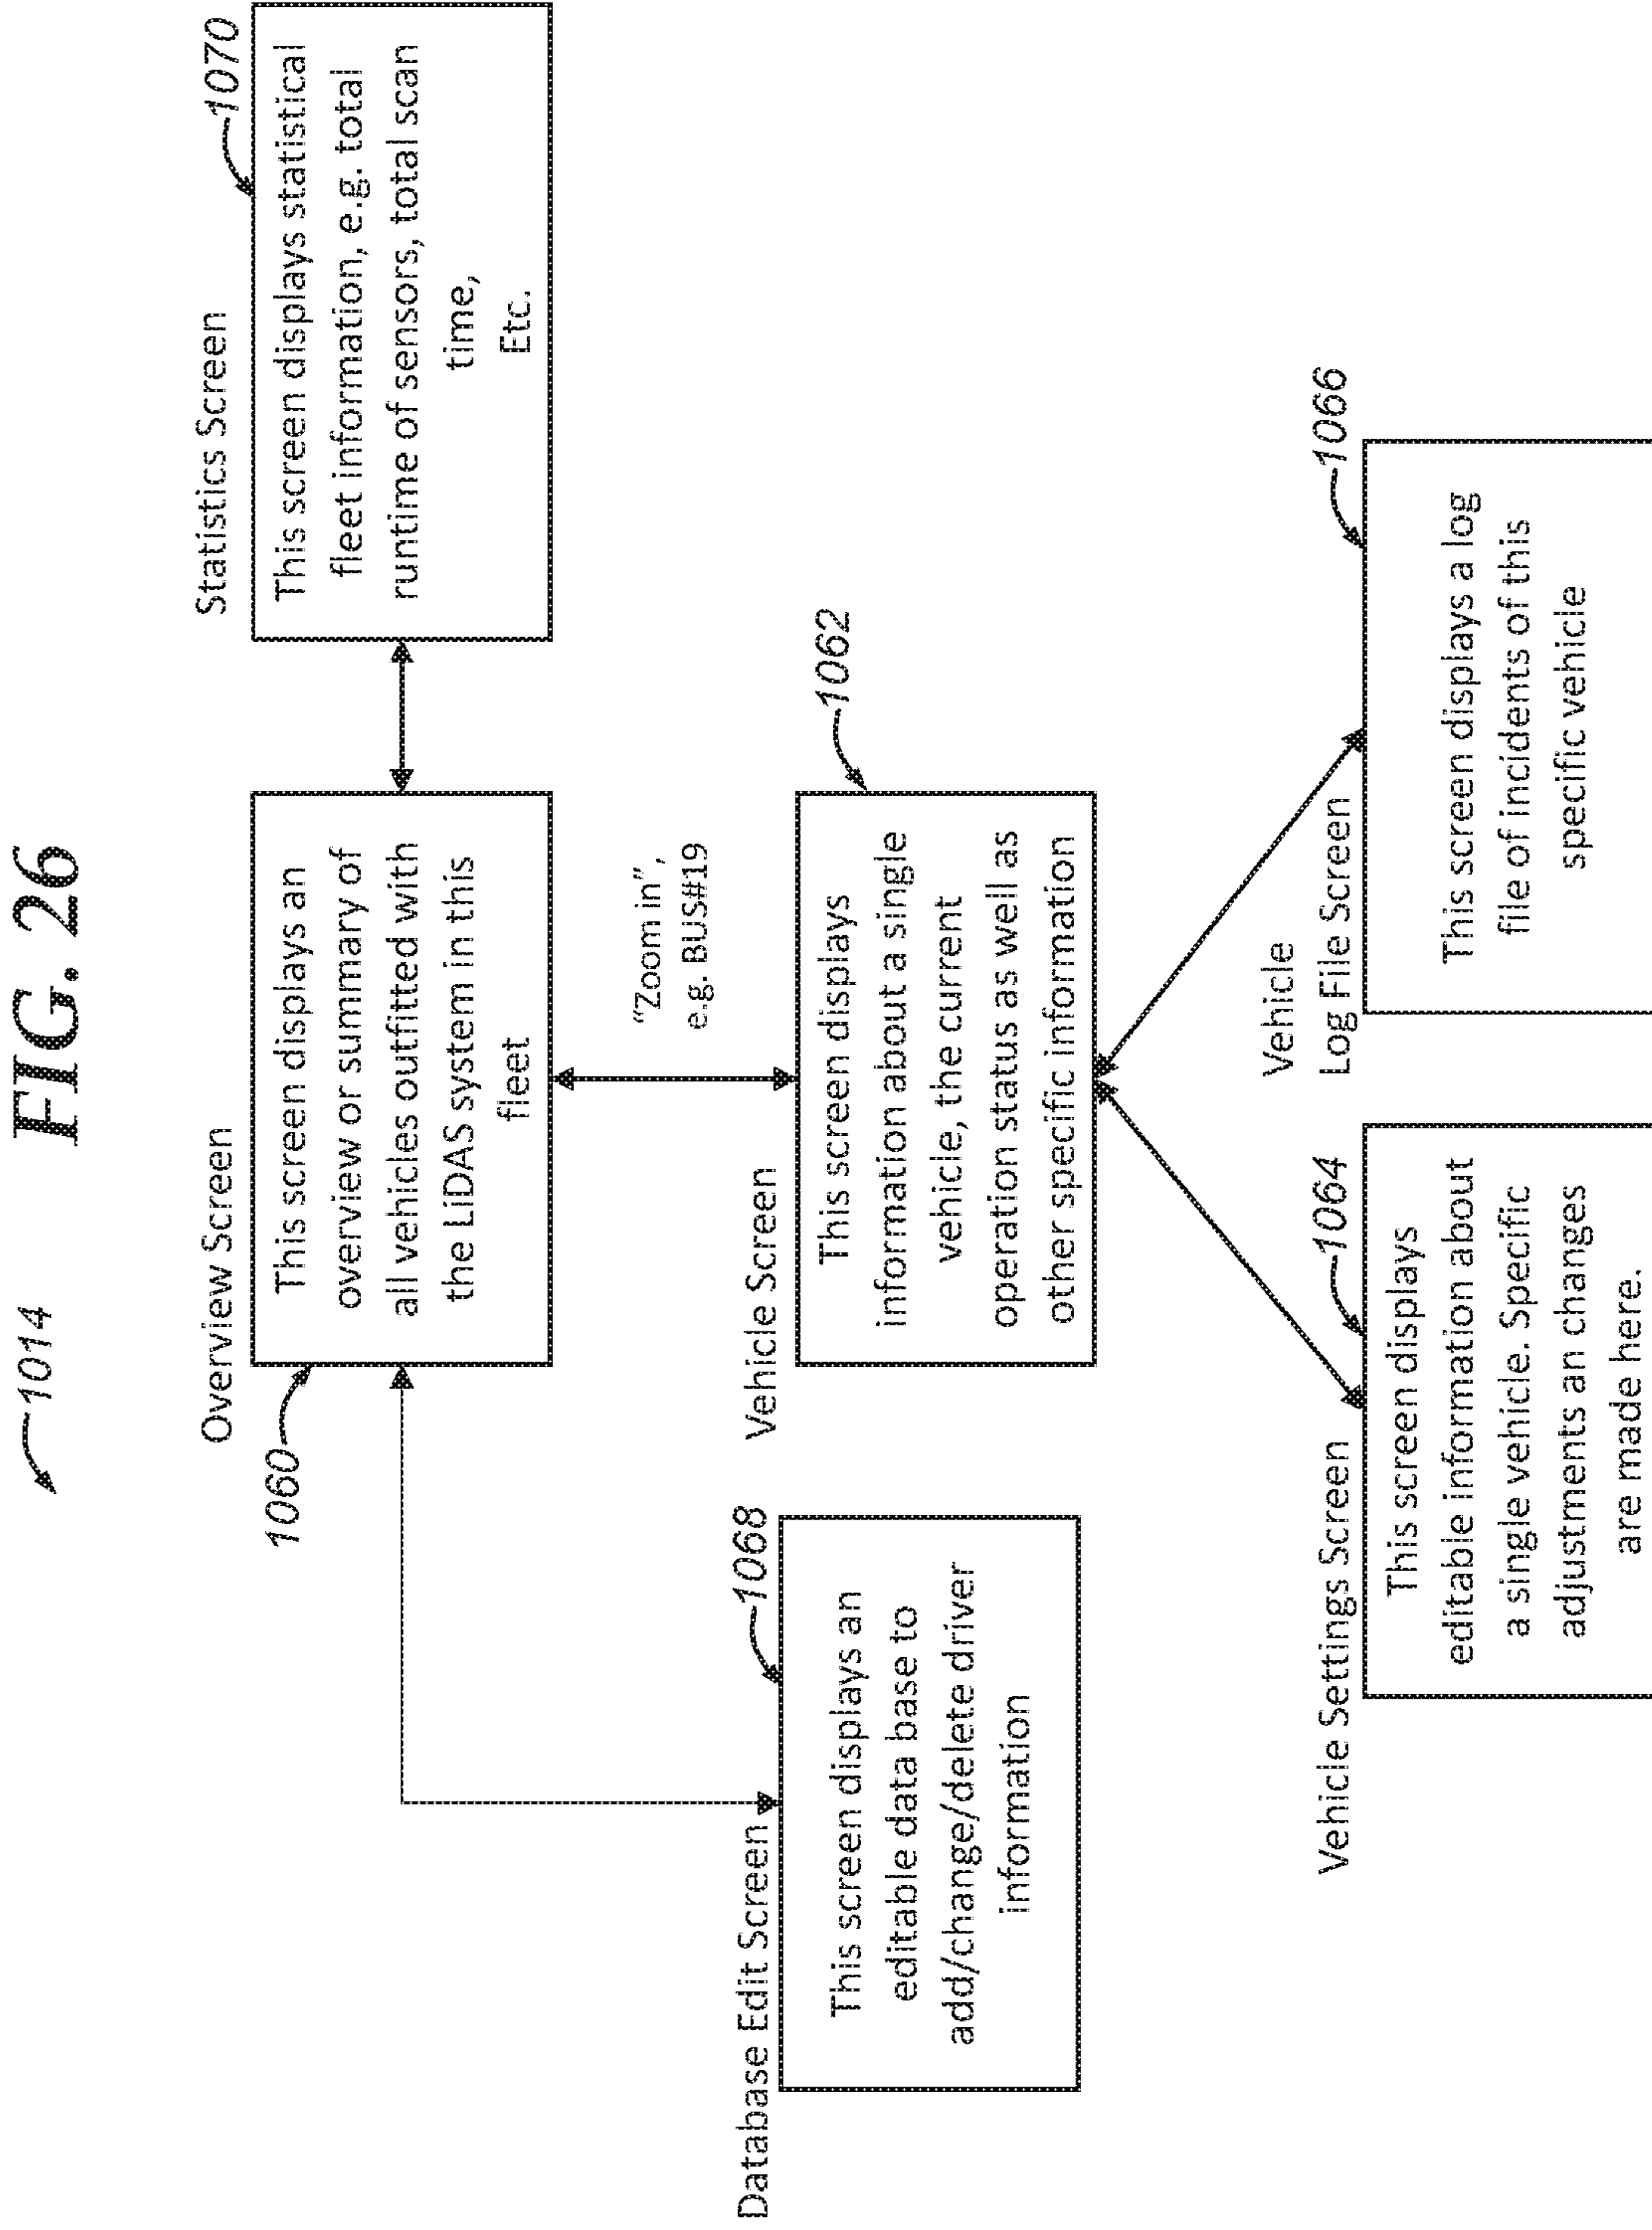 1014
FIG. 26
Overview Screen
1060
This screen displays an
overview or summary of
all vehicles outfitted with
the LiDAS system in this
fleet
Statistics Screen
1070
This screen displays statistical
fleet information, e.g. total
runtime of sensors, total scan
time,
Etc.
"Zoom in",
e.g. BUS#19
Database Edit Screen
1068
This screen displays an
editable data base to
add/change/delete driver
information
Vehicle Screen
1062
This screen displays
information about a single
vehicle, the current
operation status as well as
other specific information
Vehicle Settings Screen
1064
This screen displays
editable information about
a single vehicle. Specific
adjustments an changes
are made here.
Vehicle
Log File Screen
1066
This screen displays a log
file of incidents of this
specific vehicle